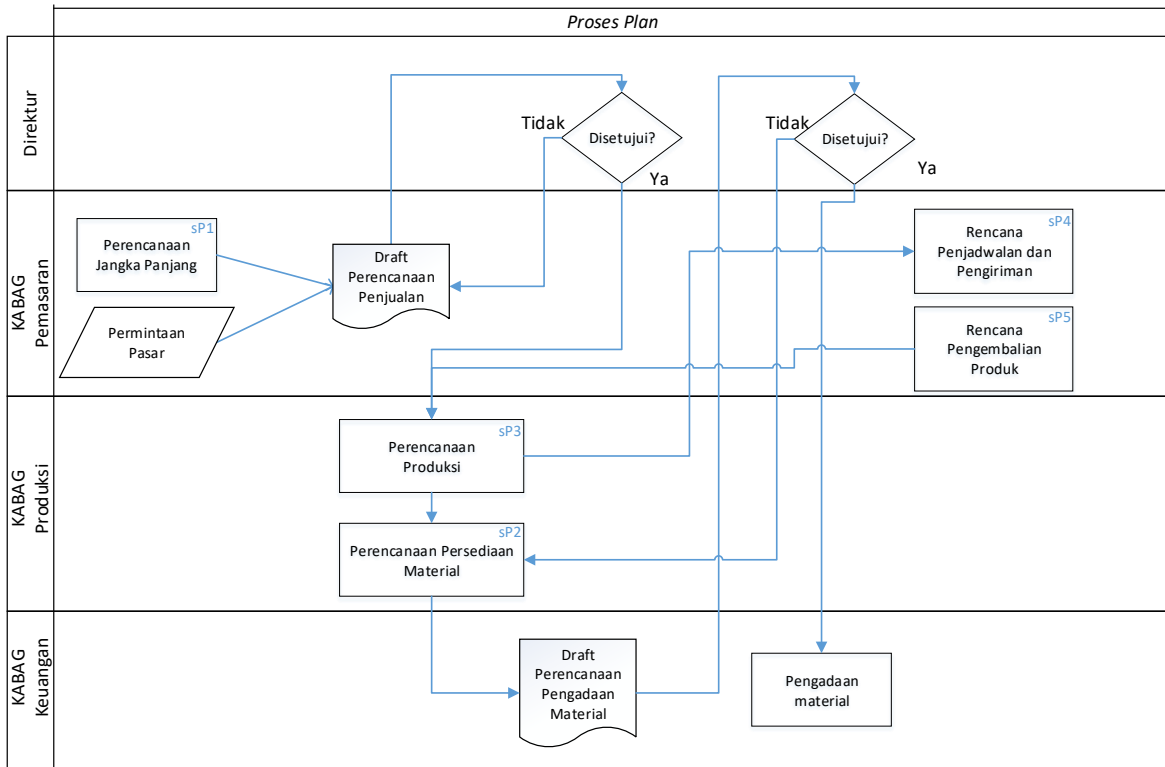 Proses Plan
Direktur
Tidak
Disetujui?
Ya
Tidak
Disetujui?
Ya
KABAG
Pemasaran
sP1
Perencanaan
Jangka Panjang
Permintaan
Pasar
Draft
Perencanaan
Penjualan
sP4
Rencana
Penjadwalan dan
Pengiriman
sP5
Rencana
Pengembalian
Produk
KABAG
Produksi
sP3
Perencanaan
Produksi
sP2
Perencanaan Persediaan
Material
KABAG
Keuangan
Draft
Perencanaan
Pengadaan
Material
Pengadaan
material